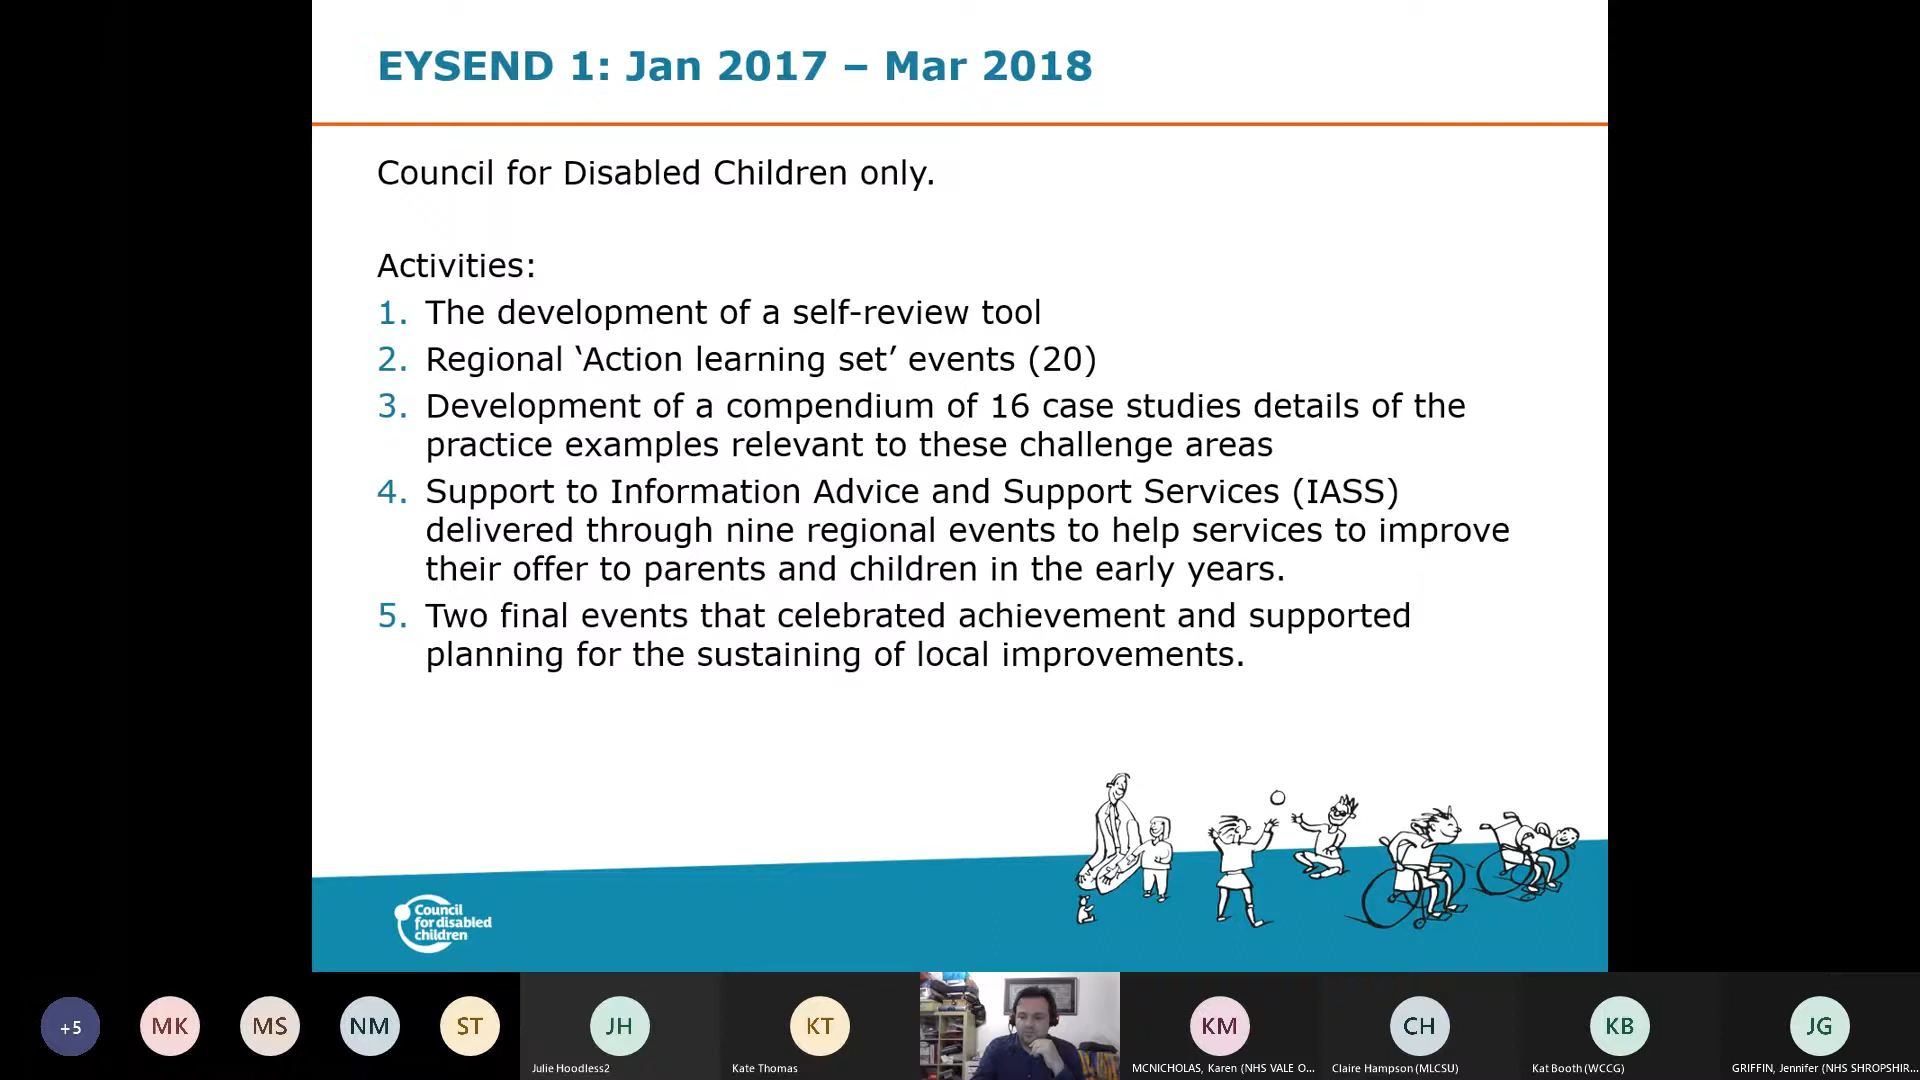 EYSEND 1: Jan 2017 – Mar 2018
Council for Disabled Children only.
Activities:
1. The development of a self-review tool
2. Regional ‘Action learning set’ events (20)
3. Development of a compendium of 16 case studies details of the
practice examples relevant to these challenge areas
4. Support to Information Advice and Support Services (IASS)
delivered through nine regional events to help services to improve
their offer to parents and children in the early years.
5. Two final events that celebrated achievement and supported
planning for the sustaining of local improvements.
Council
for disabled
children
+5
MK
MS
NM
ST
JH
KT
KM
CH
KB
JG
Julie Hoodless2
Kate Thomas
MCNICHOLAS, Karen (NHS VALE O...
Claire Hampson (MLCSU)
Kat Booth (WCCG)
GRIFFIN, Jennifer (NHS SHROPSHIR...